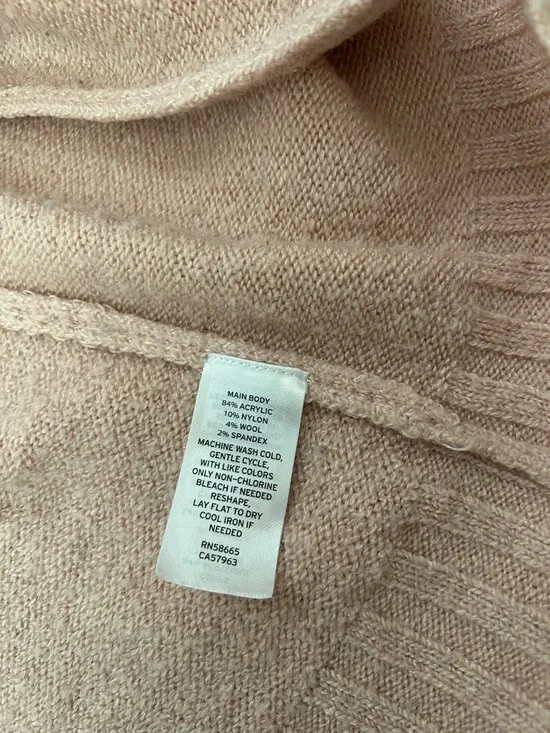 MAIN BODY
84% ACRYLIC
10% NYLON
4% WOOL
2% SPANDEX
MACHINE WASH COLD,
GENTLE CYCLE,
WITH LIKE COLORS
ONLY NON-CHLORINE
BLEACH IF NEEDED
RESHAPE,
LAY FLAT TO DRY
COOL IRON IF
NEEDED
RN58665
CA57963